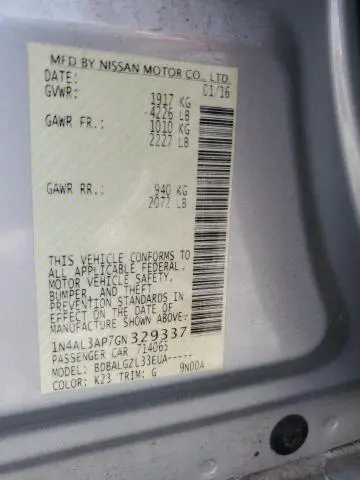 MFD BY NISSAN MOTOR CO., LTD.
DATE: 01/16
GVWR: 1917 KG
4226 LB
GAWR FR.: 1010 KG
2227 LB
GAWR RR.: 940 KG
2072 LB
THIS VEHICLE CONFORMS TO
ALL APPLICABLE FEDERAL
MOTOR VEHICLE SAFETY,
BUMPER, AND THEFT
PREVENTION STANDARDS
IN EFFECT ON THE DATE OF
MANUFACTURE SHOWN ABOVE.
1N4AL3AP7GN329337
PASSENGER CAR 714065
MODEL: BDBALGZL33EUA-----
COLOR: K23 TRIM: G 9N00A